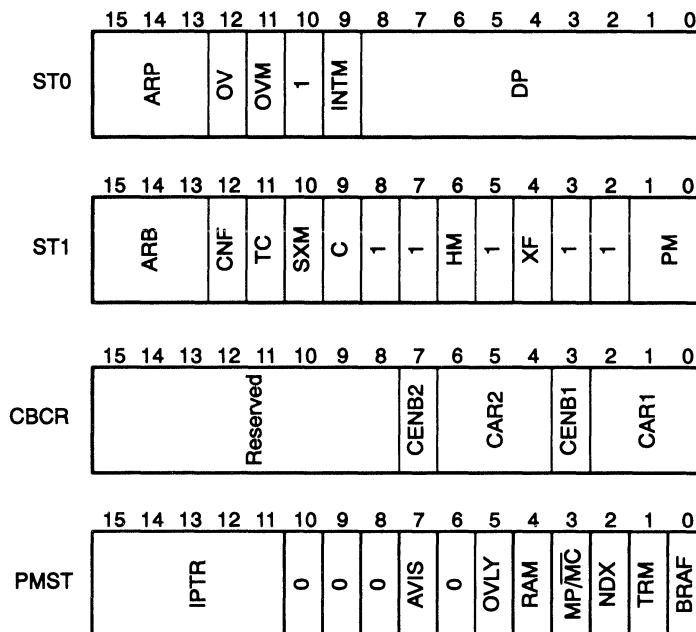 15 14 13 12 11 10 9 8 7 6 5 4 3 2 1 0
ST0 ARP OV OVM 1 INTM DP
15 14 13 12 11 10 9 8 7 6 5 4 3 2 1 0
ST1 ARB CNF TC SXM C 1 1 HM 1 XF 1 1 PM
15 14 13 12 11 10 9 8 7 6 5 4 3 2 1 0
CBCR Reserved CENB2 CAR2 CENB1 CAR1
15 14 13 12 11 10 9 8 7 6 5 4 3 2 1 0
PMST IPTR 0 0 0 AVIS 0 OVLY RAM MP/M̅C̅ NDX TRM BRAF